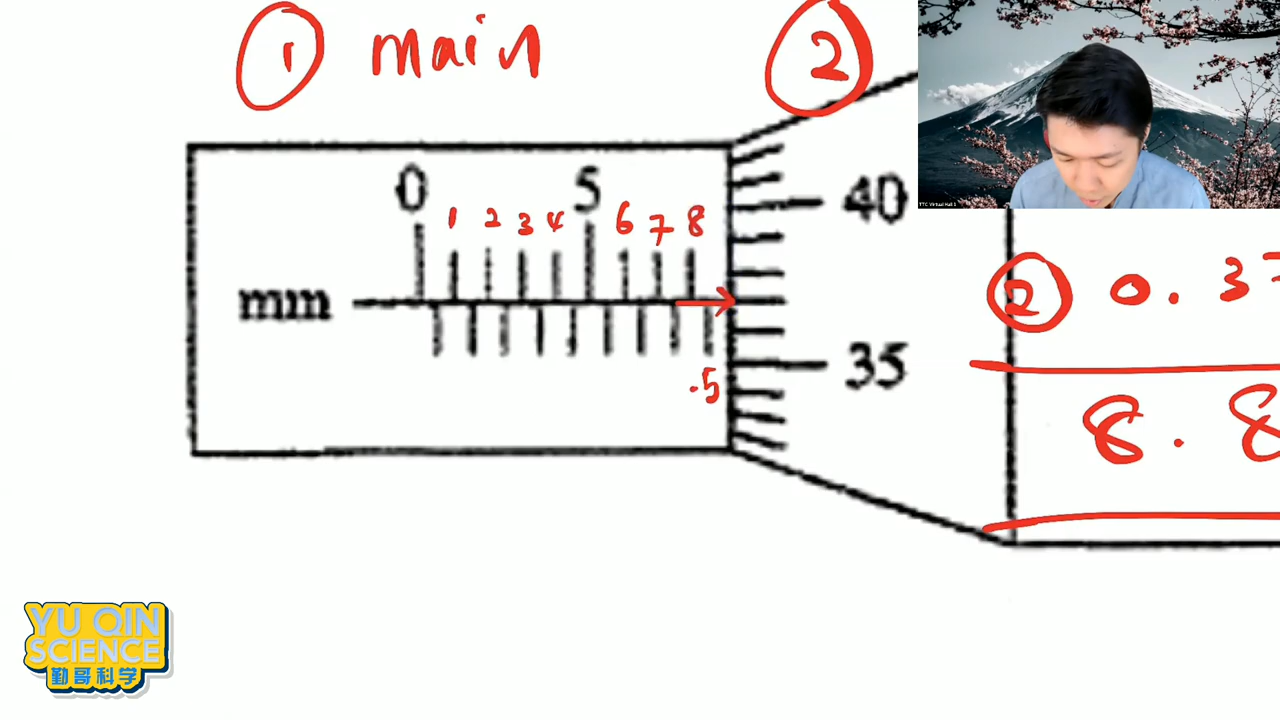 ① main
②
0 5
1 2 3 4 6 7 8
mm
.5
40
35
② 0.37
8.8
YU QIN
SCIENCE
勤哥科学